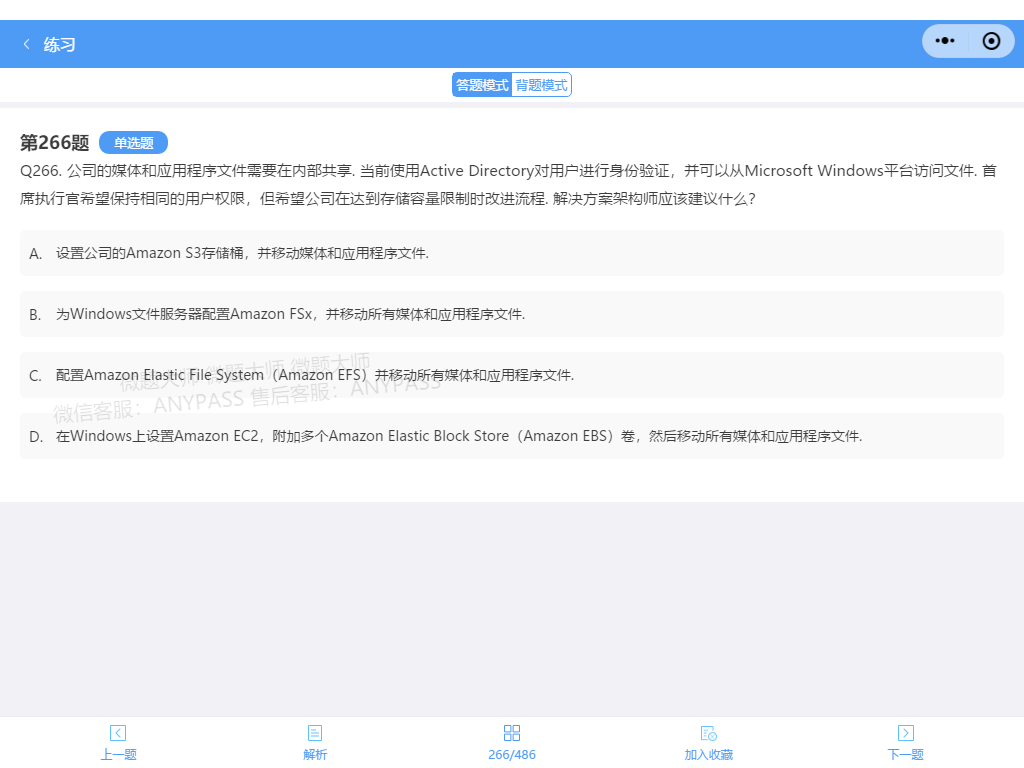 练习
答题模式 背题模式
第266题 单选题
Q266. 公司的媒体和应用程序文件需要在内部共享. 当前使用Active Directory对用户进行身份验证，并可以从Microsoft Windows平台访问文件. 首
席执行官希望保持相同的用户权限，但希望公司在达到存储容量限制时改进流程. 解决方案架构师应该建议什么？
A. 设置公司的Amazon S3存储桶，并移动媒体和应用程序文件.
B. 为Windows文件服务器配置Amazon FSx，并移动所有媒体和应用程序文件.
微题大师 微题大师 微题大师
C. 配置Amazon Elastic File System（Amazon EFS）并移动所有媒体和应用程序文件.
微信客服：ANYPASS 售后客服：ANYPASS
D. 在Windows上设置Amazon EC2，附加多个Amazon Elastic Block Store（Amazon EBS）卷，然后移动所有媒体和应用程序文件.
上一题 解析 266/486 加入收藏 下一题